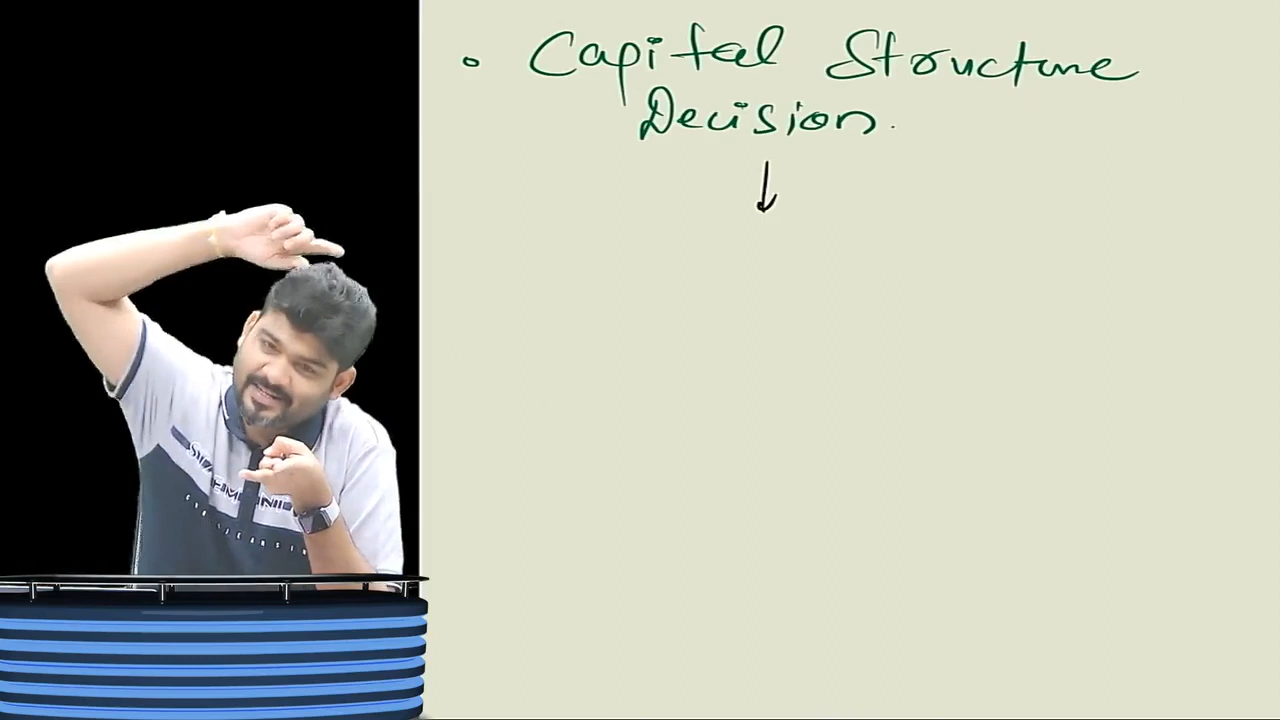 • Capital Structure
Decision.